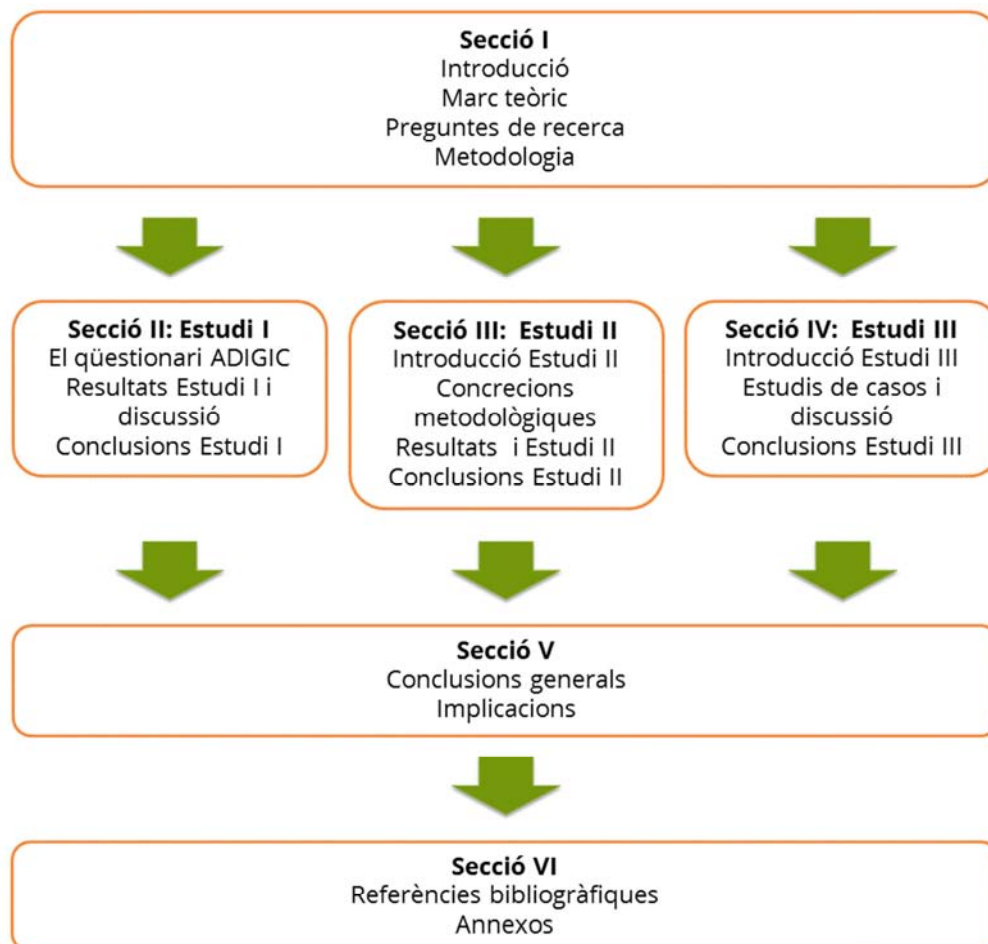 Secció I
Introducció
Marc teòric
Preguntes de recerca
Metodologia
Secció II: Estudi I
El qüestionari ADIGIC
Resultats Estudi I i
discussió
Conclusions Estudi I
Secció III: Estudi II
Introducció Estudi II
Concrecions
metodològiques
Resultats i Estudi II
Conclusions Estudi II
Secció IV: Estudi III
Introducció Estudi III
Estudis de casos i
discussió
Conclusions Estudi III
Secció V
Conclusions generals
Implicacions
Secció VI
Referències bibliogràfiques
Annexos